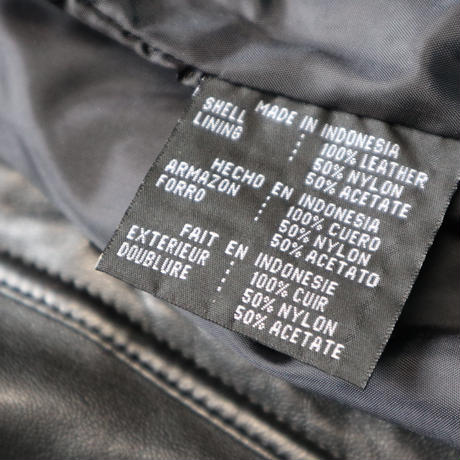 MADE IN INDONESIA
SHELL : 100% LEATHER
LINING : 50% NYLON
50% ACETATE
HECHO EN INDONESIA
ARMAZON : 100% CUERO
FORRO : 50% NYLON
50% ACETATO
FAIT EN INDONESIE
EXTERIEUR : 100% CUIR
DOUBLURE : 50% NYLON
50% ACETATE